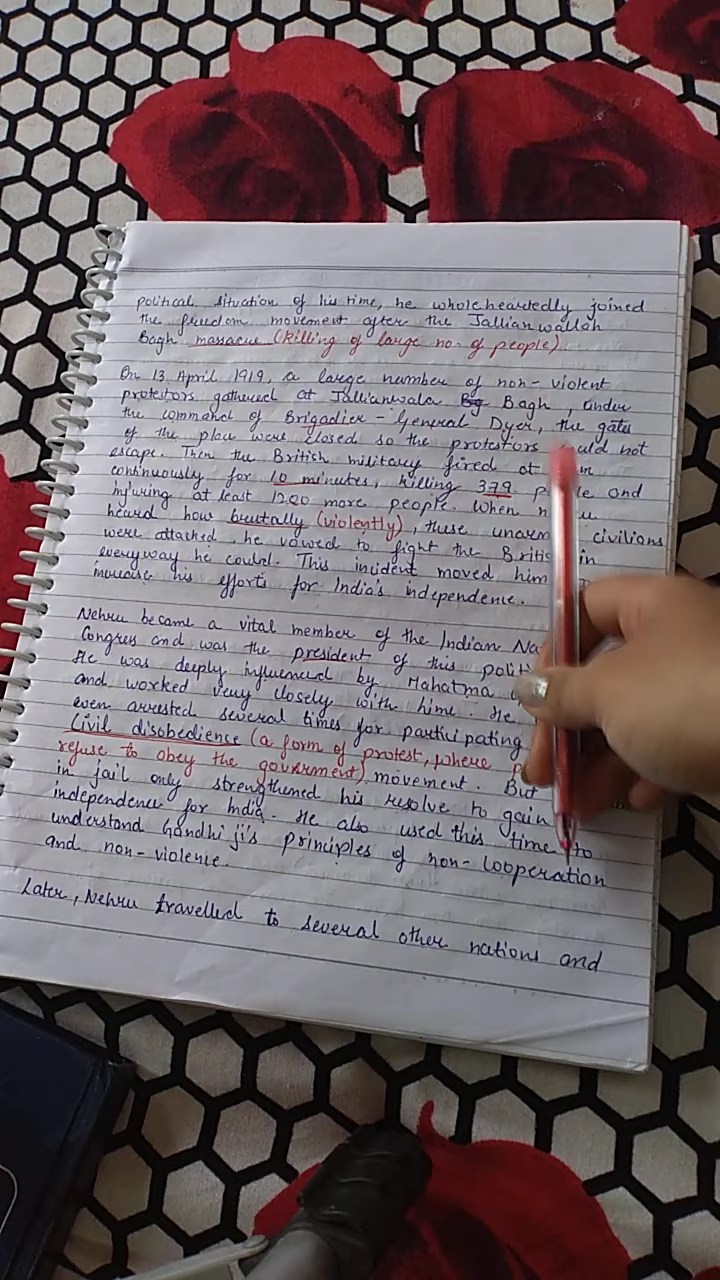 political situation of his time, he wholeheartedly joined
the freedom movement after the Jallianwallah
Bagh massacre (killing of large no. of people).
On 13 April 1919, a large number of non-violent
protestors gathered at Jallianwala Bagh, under
the command of Brigadier-General Dyer, the gates
of the place were closed so the protestors could not
escape. Then the British military fired at
continuously for 10 minutes, killing 379 people and
injuring at least 1200 more people. When
heard how brutally (violently), these unarm civilions
were attacked, he vowed to fight the British in
everyway he could. This incident moved him
increase his efforts for India's independence.
Nehru became a vital member of the Indian Na
Congres and was the president of this polit
He was deeply influenced by Mahatma
and worked very closely with hime. He
even arrested several times for participating
Civil disobedience (a form of protest, where p
refuse to obey the government) movement. But
in jail only strengthened his resolve to gain
independence for India. He also used this time to
understand Gandhiji's principles of non-cooperation
and non-violence.
Later, Nehru travelled to several other nations and